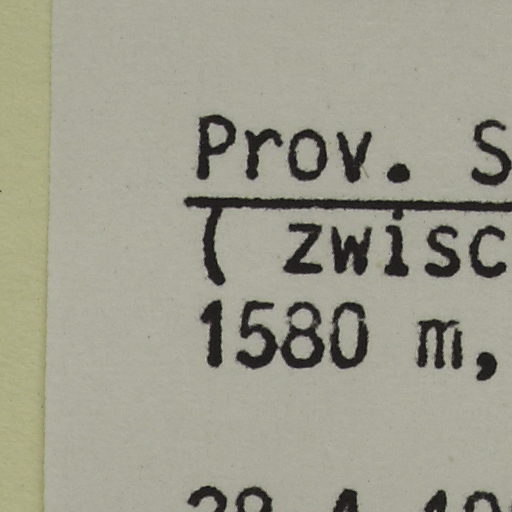 Prov. S
( zwisc
1580 m,